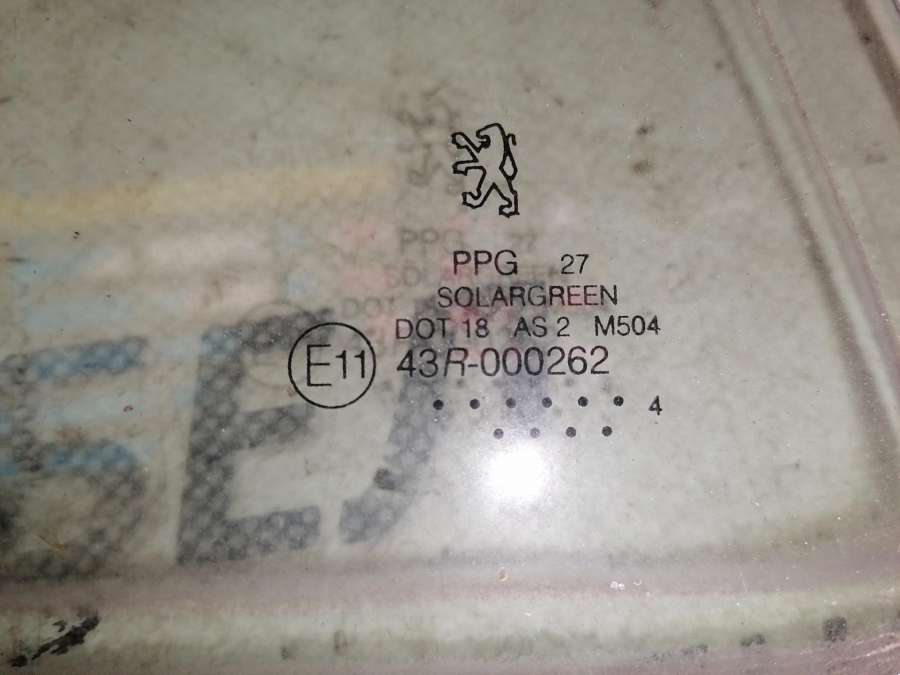 PPG 27
SOLARGREEN
DOT 18 AS 2 M504
E11 43R-000262
4